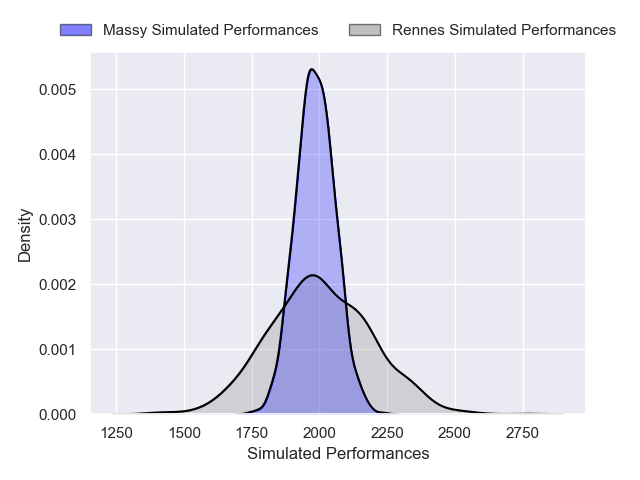 Massy Simulated Performances Rennes Simulated Performances
0.005
0.004
0.003
0.002
0.001
0.000
Density
1250 1500 1750 2000 2250 2500 2750
Simulated Performances